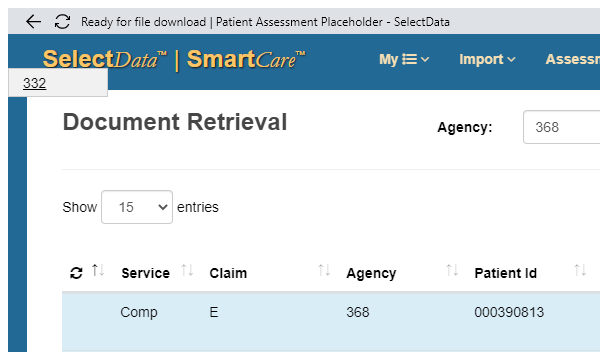 Ready for file download | Patient Assessment Placeholder - SelectData
SelectData™ | SmartCare™
My Import Assessm
332
Document Retrieval Agency: 368
Show 15 entries
Service Claim Agency Patient Id
Comp E 368 000390813